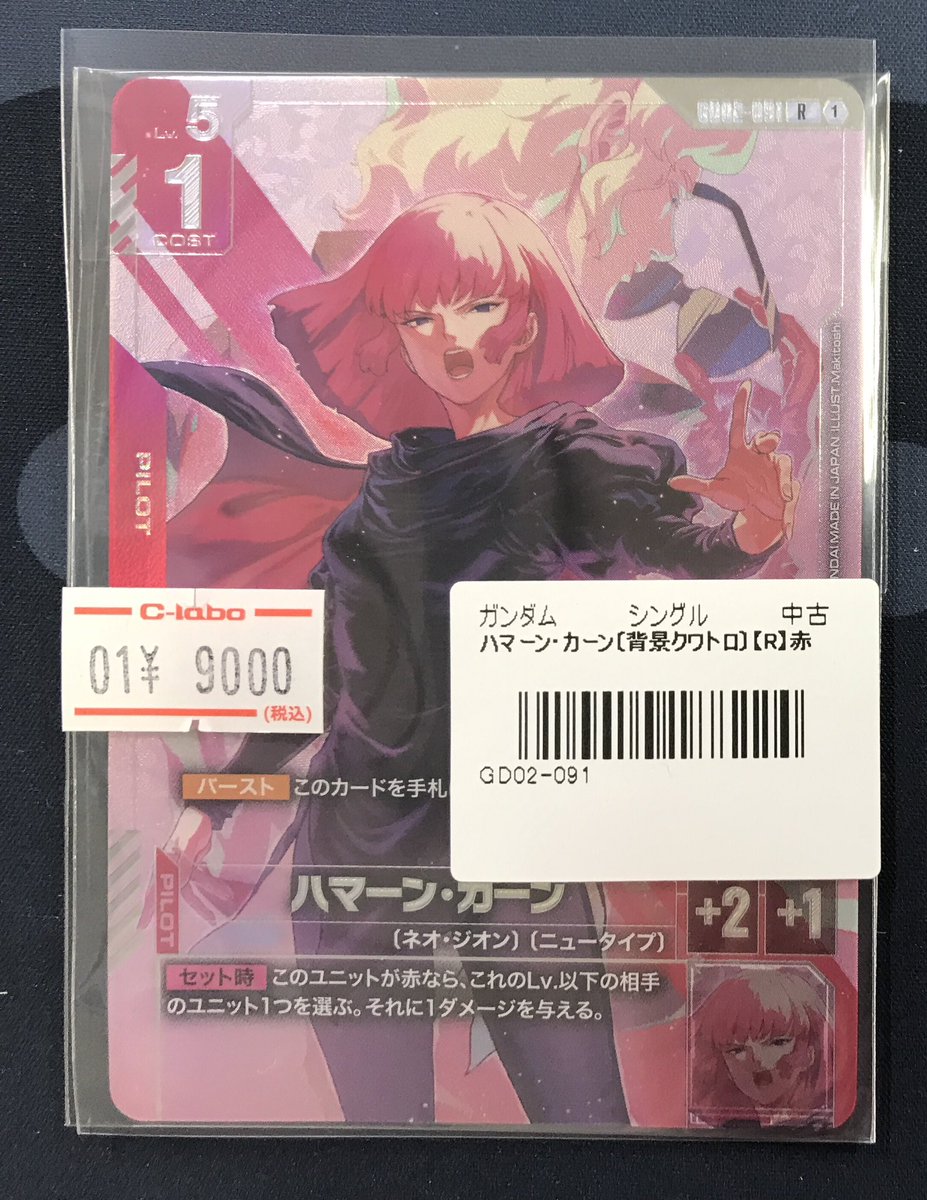 Lv. 5
1
COST
R 1
PILOT
NDAI MADE IN JAPAN ILLUST.Makitoshi
C-labo
01¥ 9000
(税込)
ガンダム シングル 中古
ハマーン・カーン〔背景クワトロ〕【R】赤
GD02-091
バースト このカードを手札
PILOT
ハマーン・カーン
+2 +1
〔ネオ・ジオン〕〔ニュータイプ〕
セット時 このユニットが赤なら、これのLv.以下の相手
のユニット1つを選ぶ。それに1ダメージを与える。